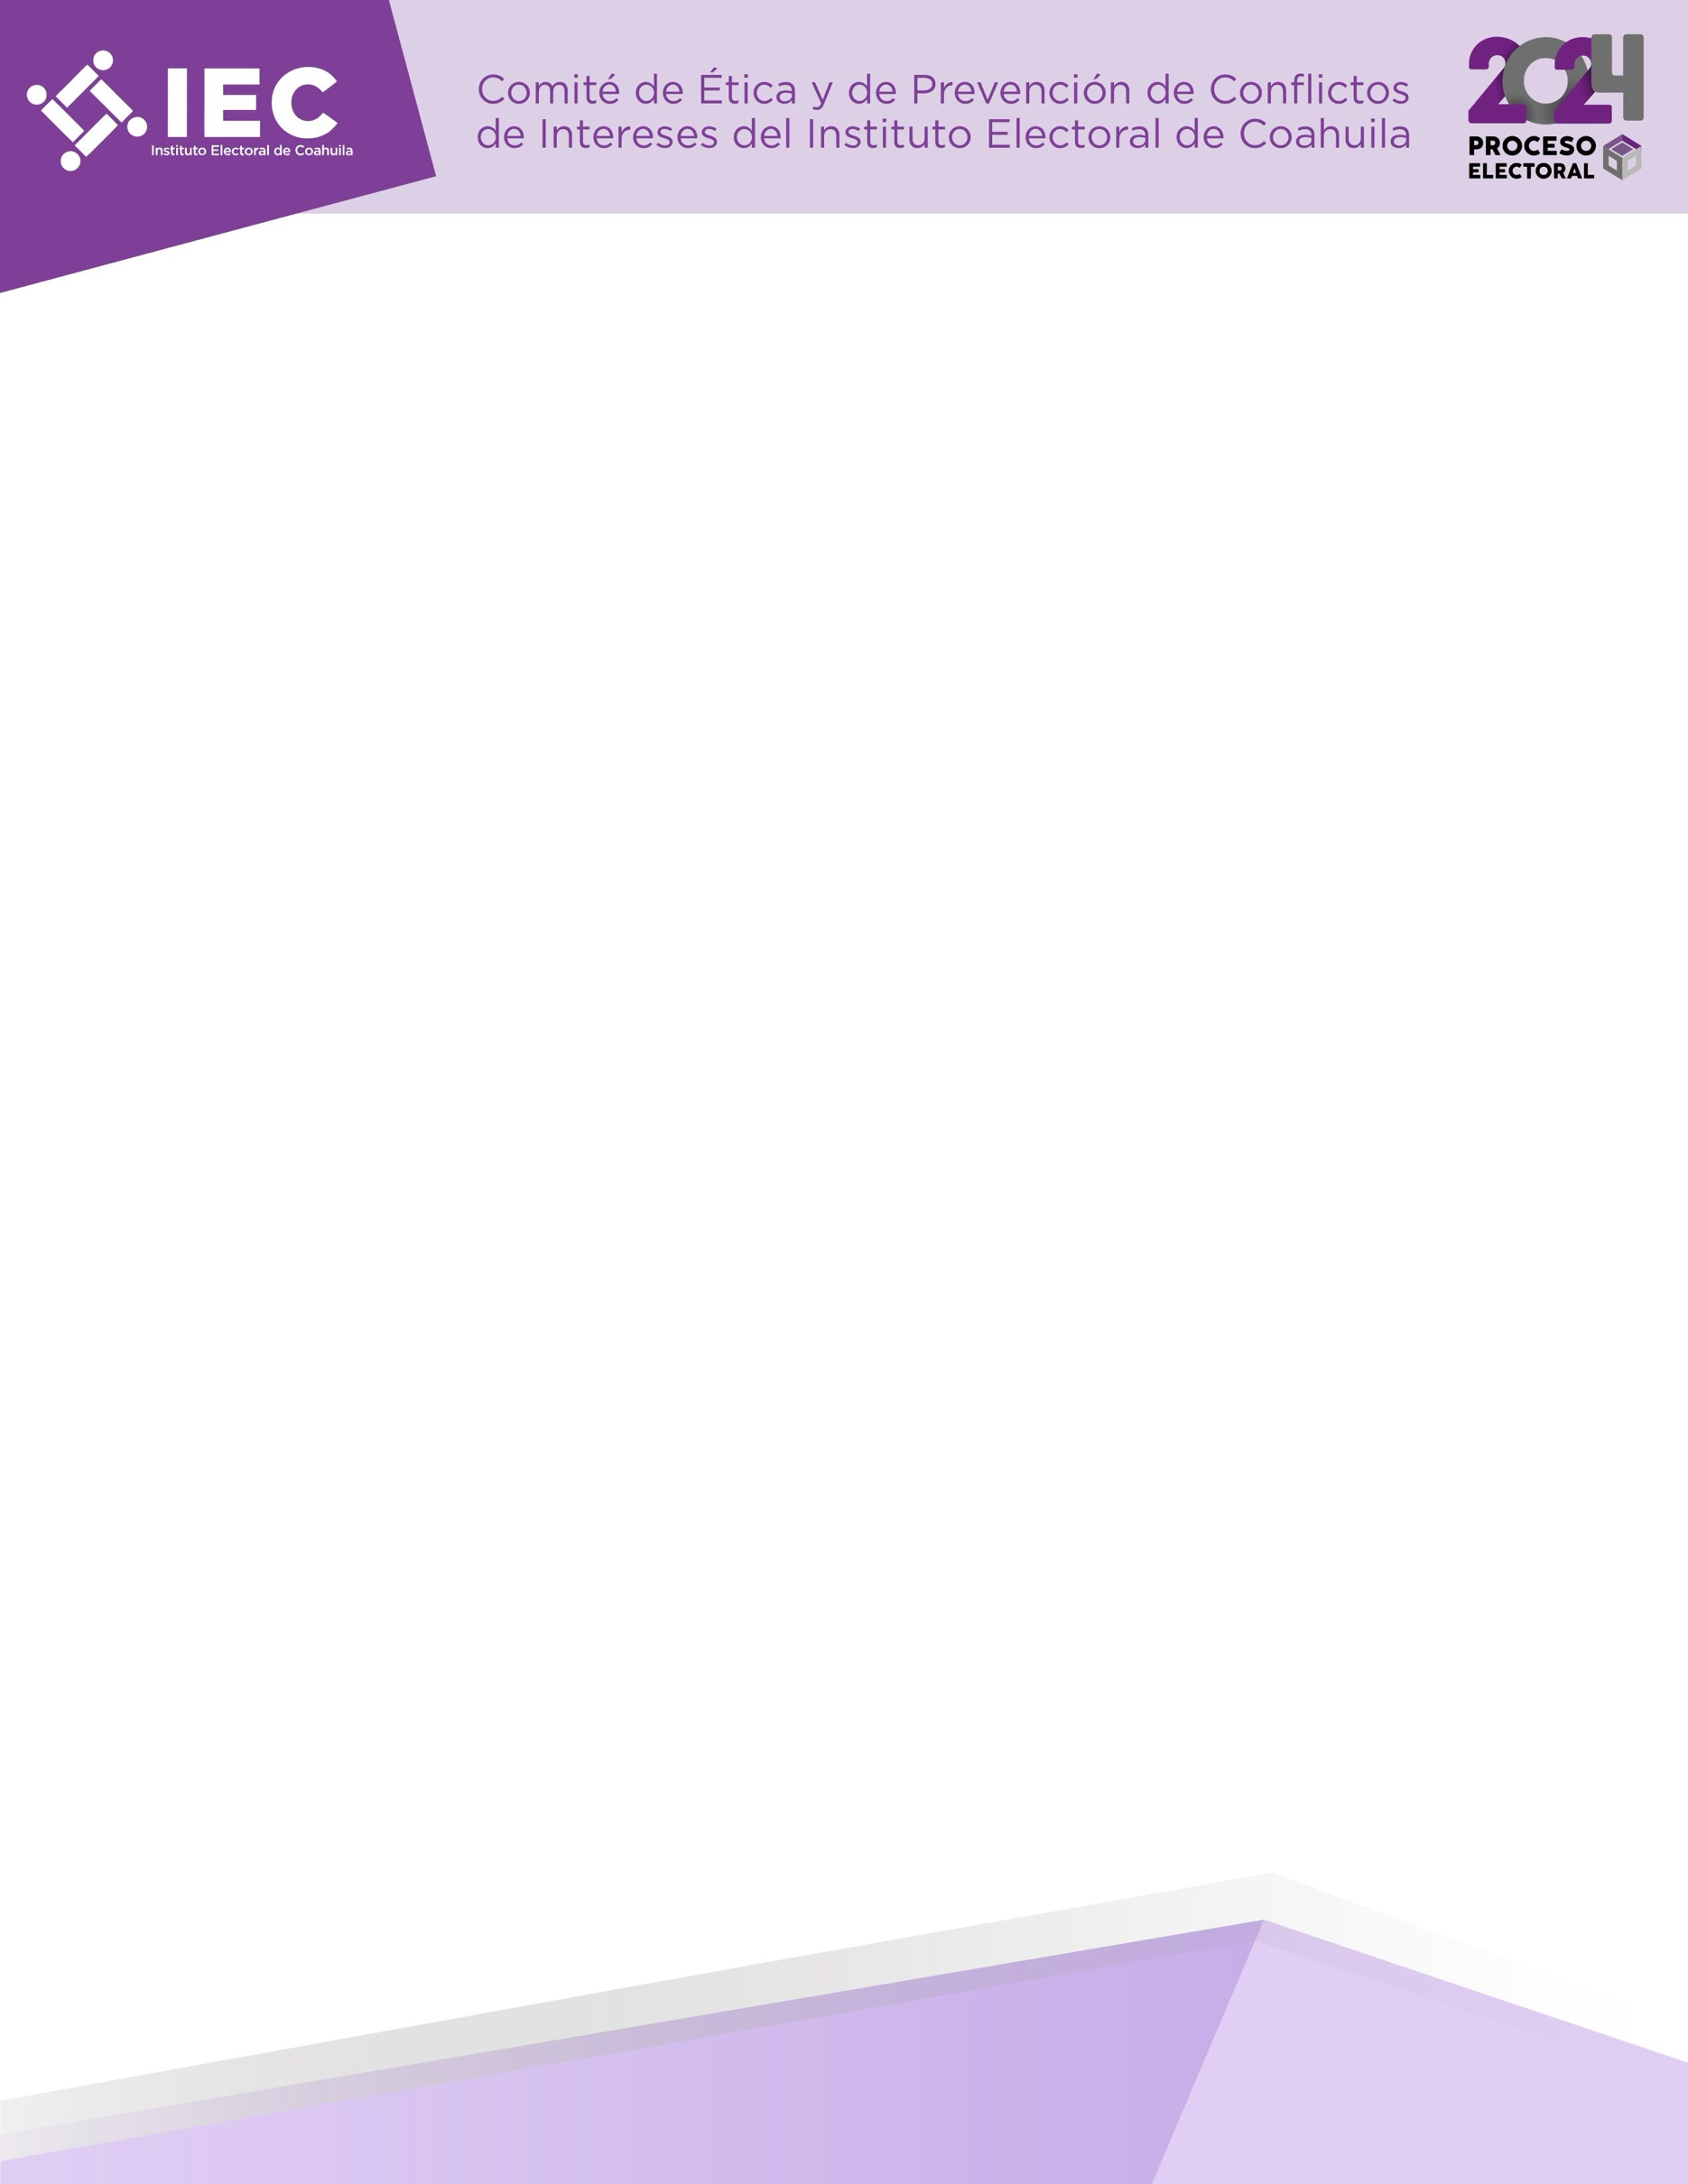 IEC
Instituto Electoral de Coahuila
Comité de Ética y de Prevención de Conflictos
de Intereses del Instituto Electoral de Coahuila
2024
PROCESO
ELECTORAL